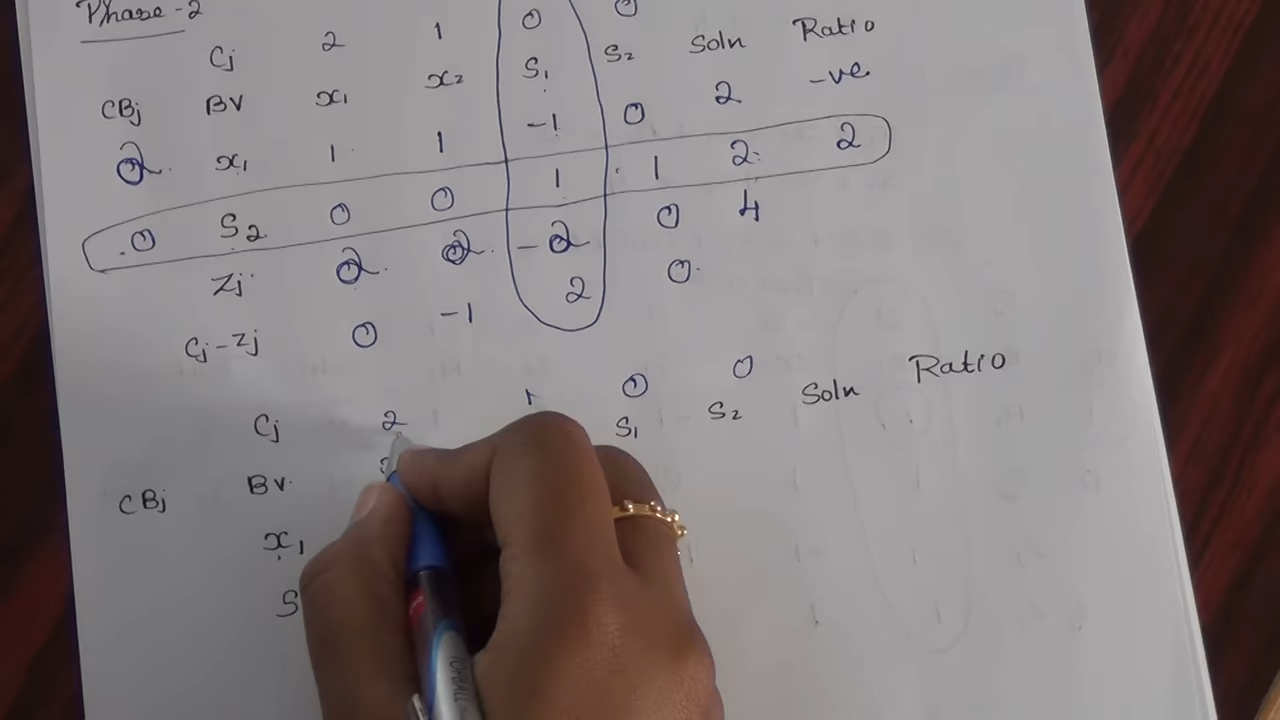 Phase-2
Cj 2 1 0 0
CBj BV x₁ x₂ S₁ S₂ Soln Ratio
2 x₁ 1 1 -1 0 2 -ve
0 S₂ 0 0 1 1 2 2
Zj 2 2 -2 0 4
Cj-Zj 0 -1 2 0
Cj 2 0 0
CBj BV S₁ S₂ Soln Ratio
x₁
S